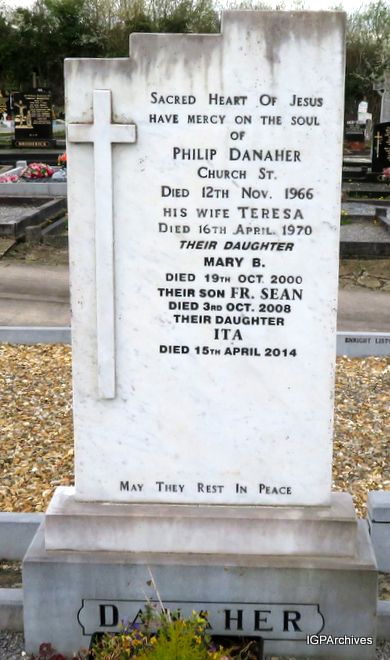 Sacred Heart Of Jesus
have mercy on the soul
of
Philip Danaher
Church St.
Died 12th Nov. 1966
his wife Teresa
Died 16th April. 1970
THEIR DAUGHTER
MARY B.
DIED 19TH OCT. 2000
THEIR SON FR. SEAN
DIED 3RD OCT. 2008
THEIR DAUGHTER
ITA
DIED 15TH APRIL 2014
May They Rest In Peace
DANAHER
ENRIGHT
IGPArchives